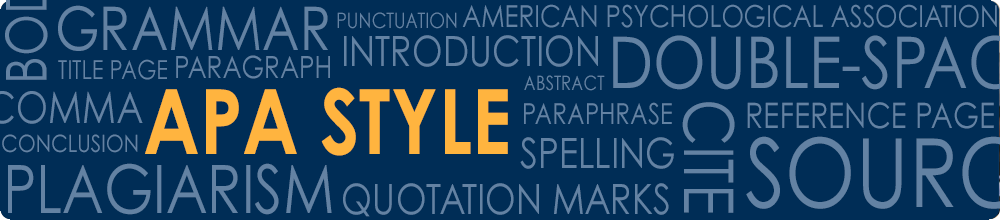 BO
GRAMMAR
PUNCTUATION
AMERICAN PSYCHOLOGICAL ASSOCIATION
INTRODUCTION
DOUBLE-SPAC
TITLE PAGE
PARAGRAPH
ABSTRACT
COMMA
APA STYLE
PARAPHRASE
CITE
REFERENCE PAGE
CONCLUSION
SPELLING
SOURC
PLAGIARISM
QUOTATION MARKS